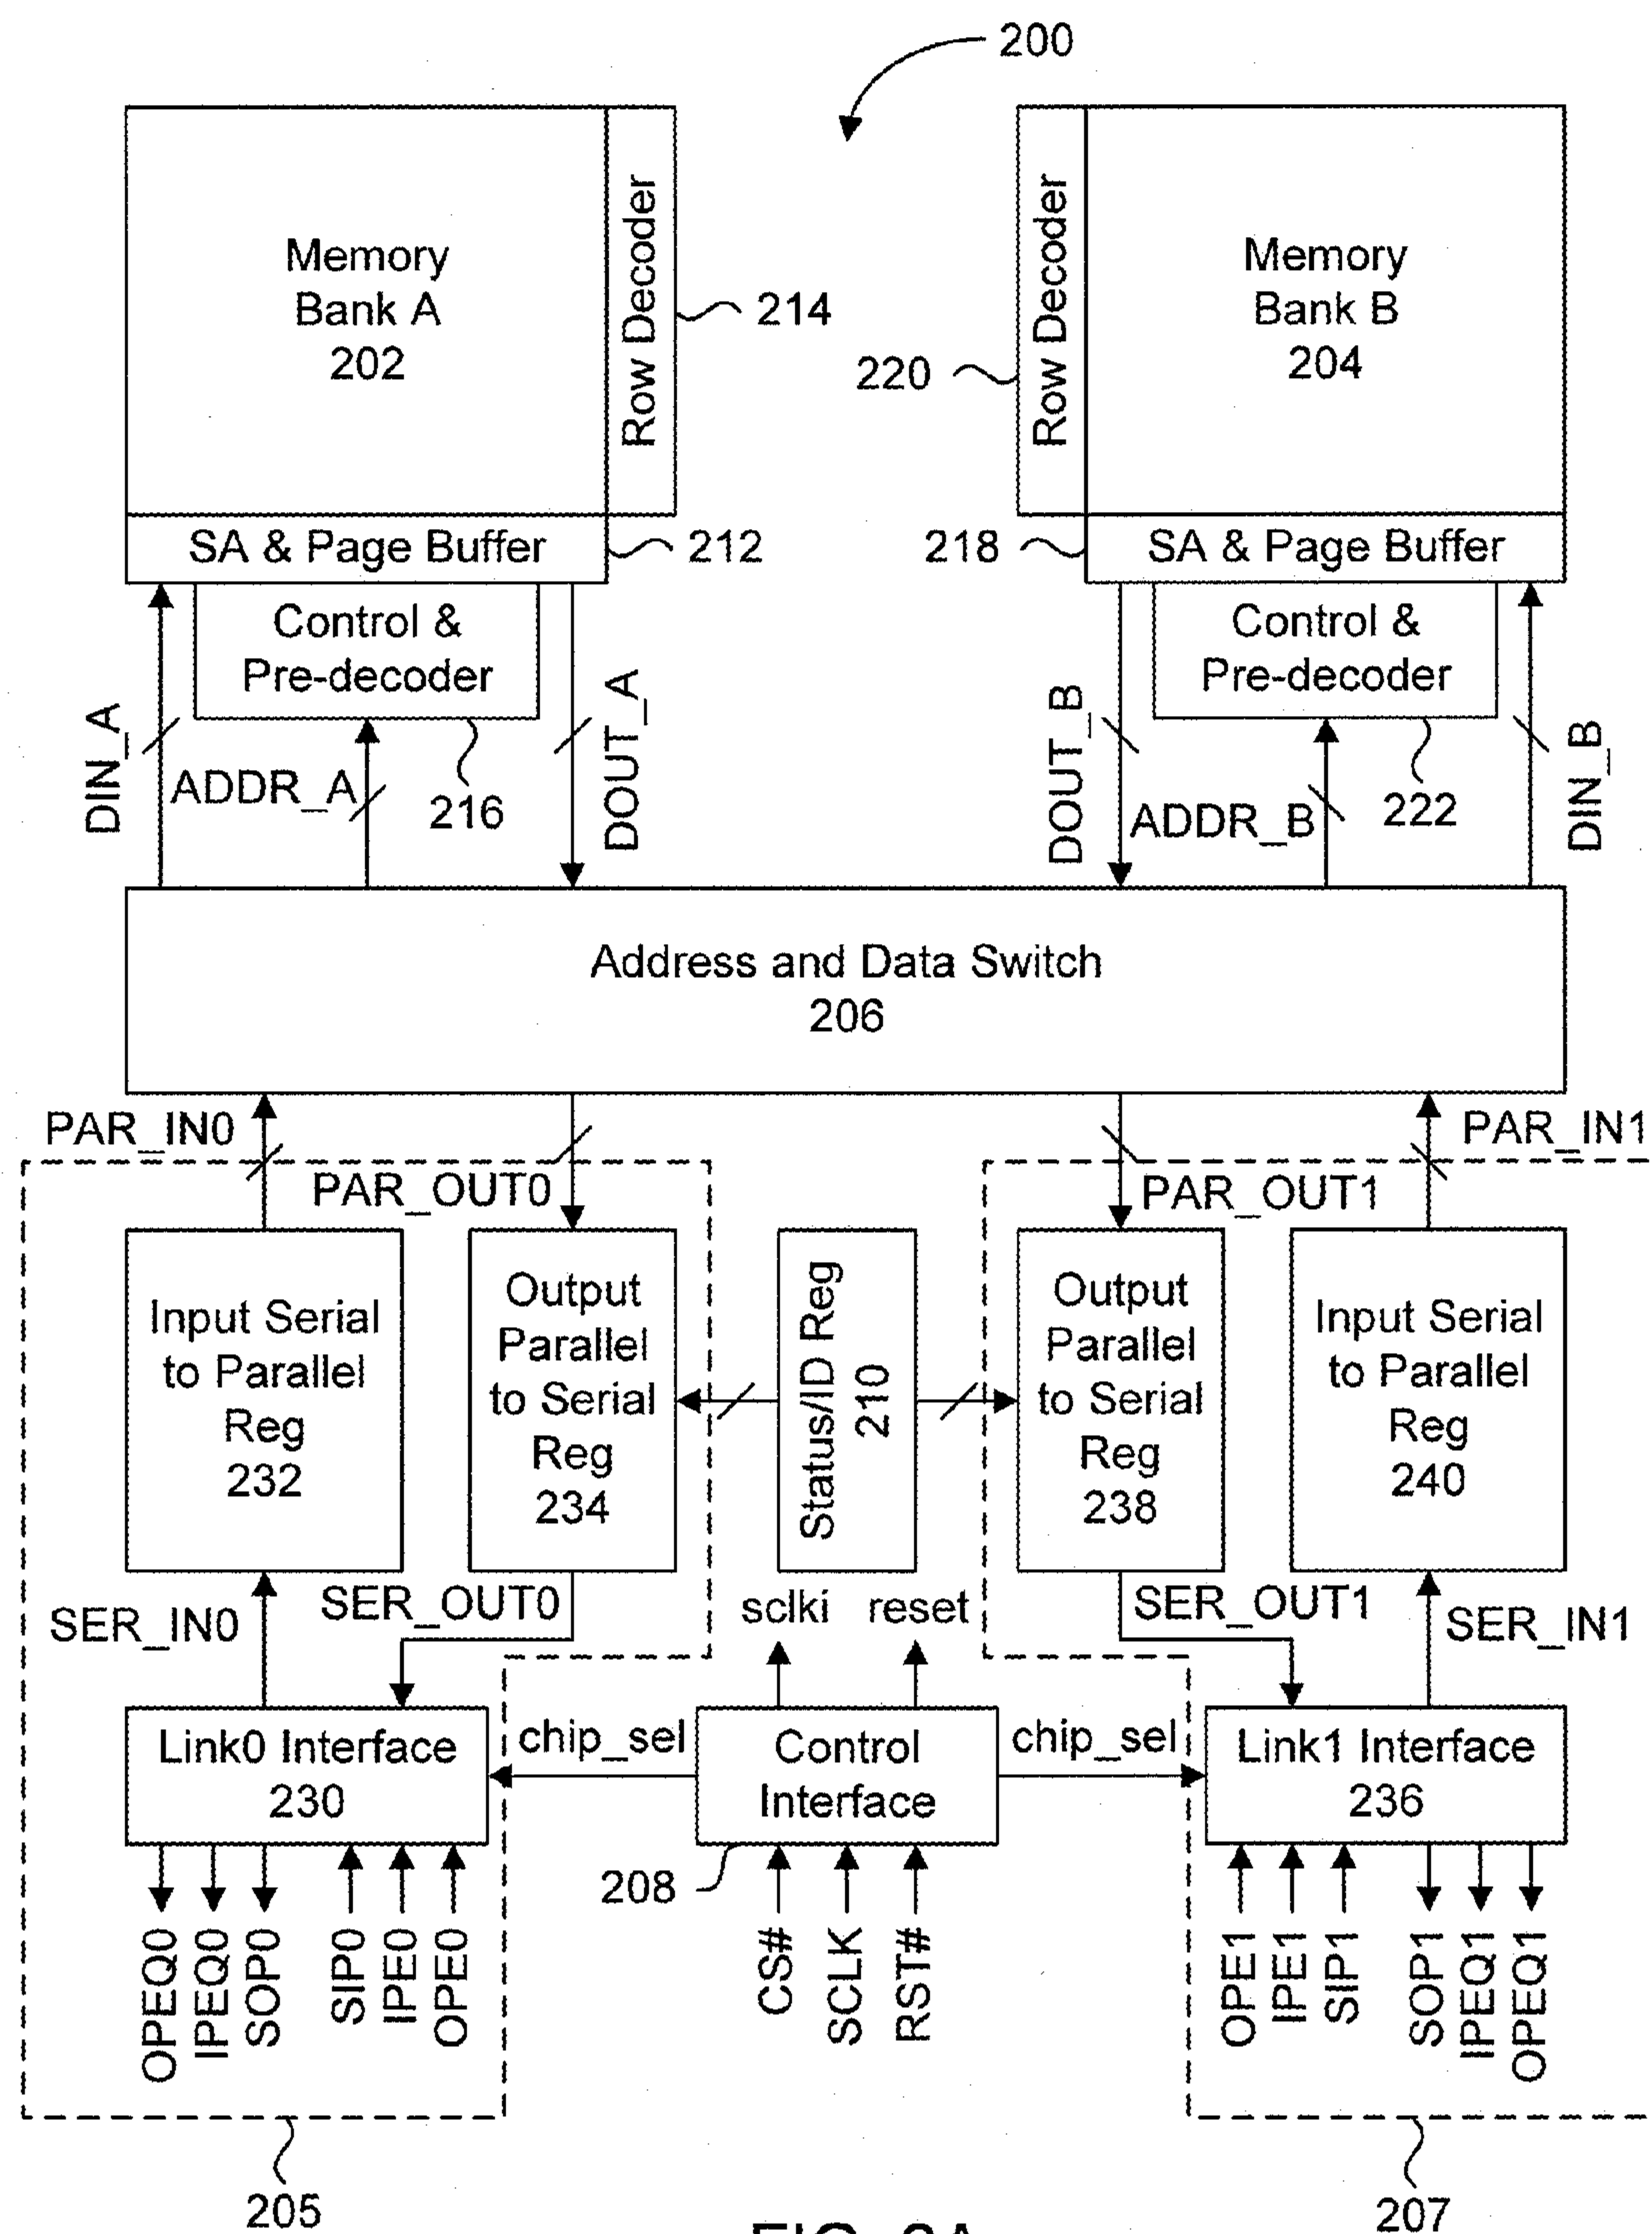 200
Memory
Bank A
202
Row Decoder
214
220
Row Decoder
Memory
Bank B
204
SA & Page Buffer
212
218
SA & Page Buffer
Control &
Pre-decoder
Control &
Pre-decoder
DIN_A
ADDR_A
216
DOUT_A
DOUT_B
ADDR_B
222
DIN_B
Address and Data Switch
206
PAR_IN0
PAR_OUT0
PAR_OUT1
PAR_IN1
Input Serial
to Parallel
Reg
232
Output
Parallel
to Serial
Reg
234
Status/ID Reg
210
Output
Parallel
to Serial
Reg
238
Input Serial
to Parallel
Reg
240
SER_IN0
SER_OUT0
sclki
reset
SER_OUT1
SER_IN1
Link0 Interface
230
chip_sel
Control
Interface
chip_sel
Link1 Interface
236
208
OPEQ0
IPEQ0
SOP0
SIP0
IPE0
OPE0
CS#
SCLK
RST#
OPE1
IPE1
SIP1
SOP1
IPEQ1
OPEQ1
205
207